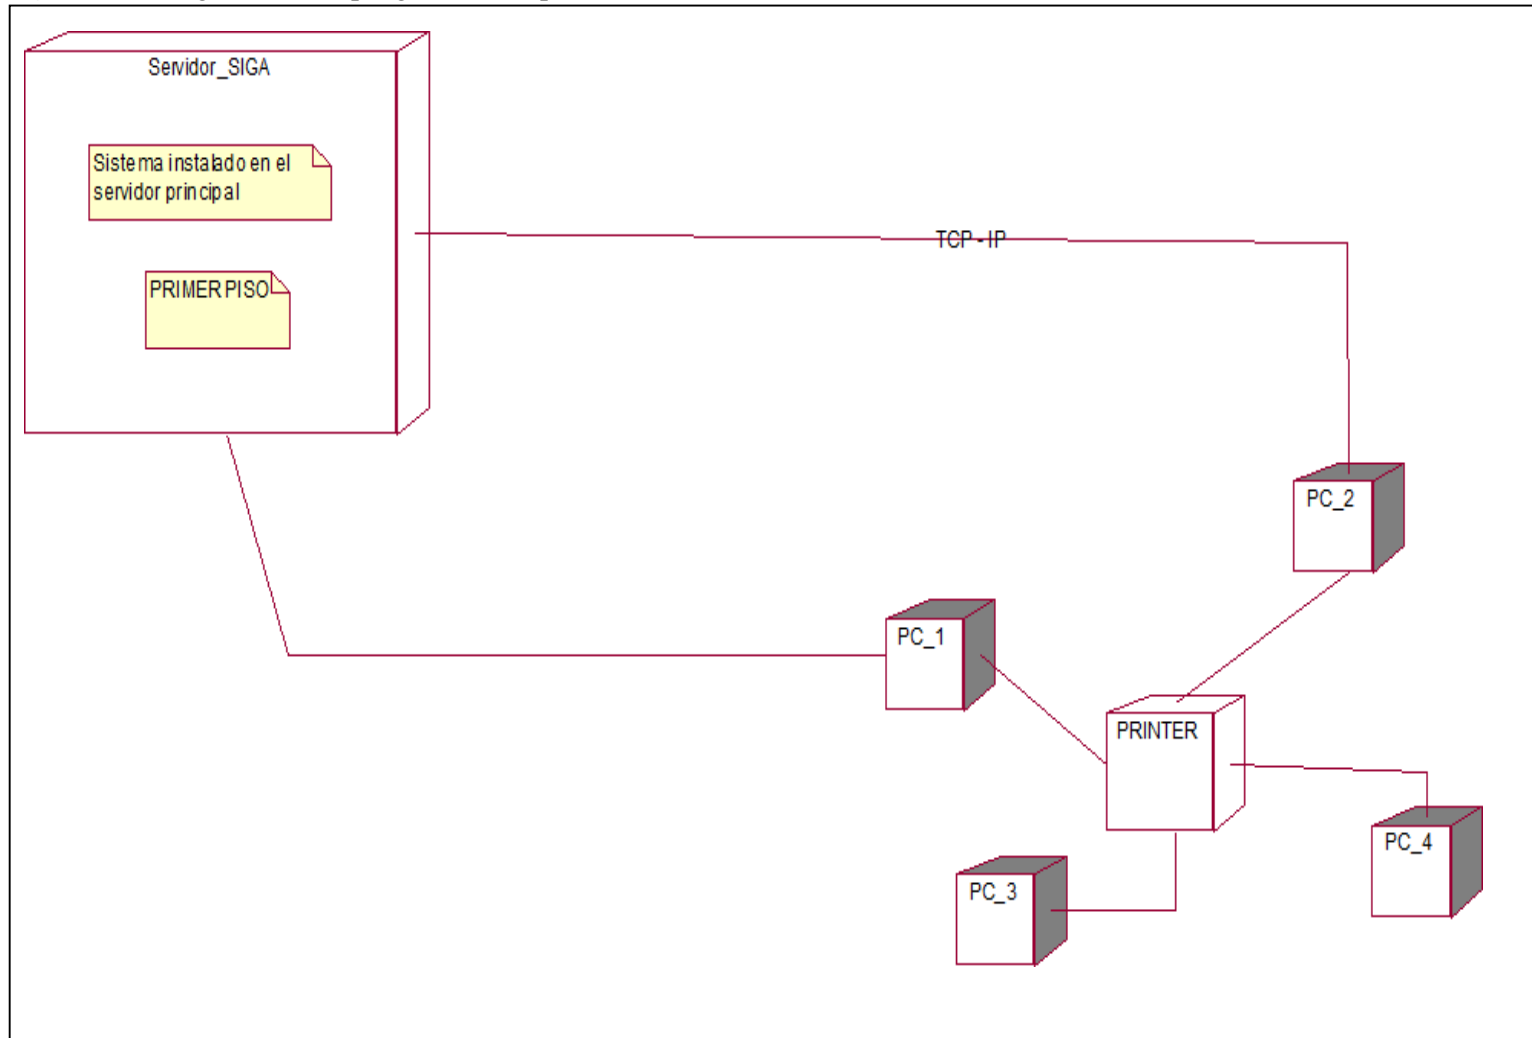 Servidor_SIGA
Sistema instalado en el
servidor principal
PRIMER PISO
TCP - IP
PC_2
PC_1
PRINTER
PC_4
PC_3